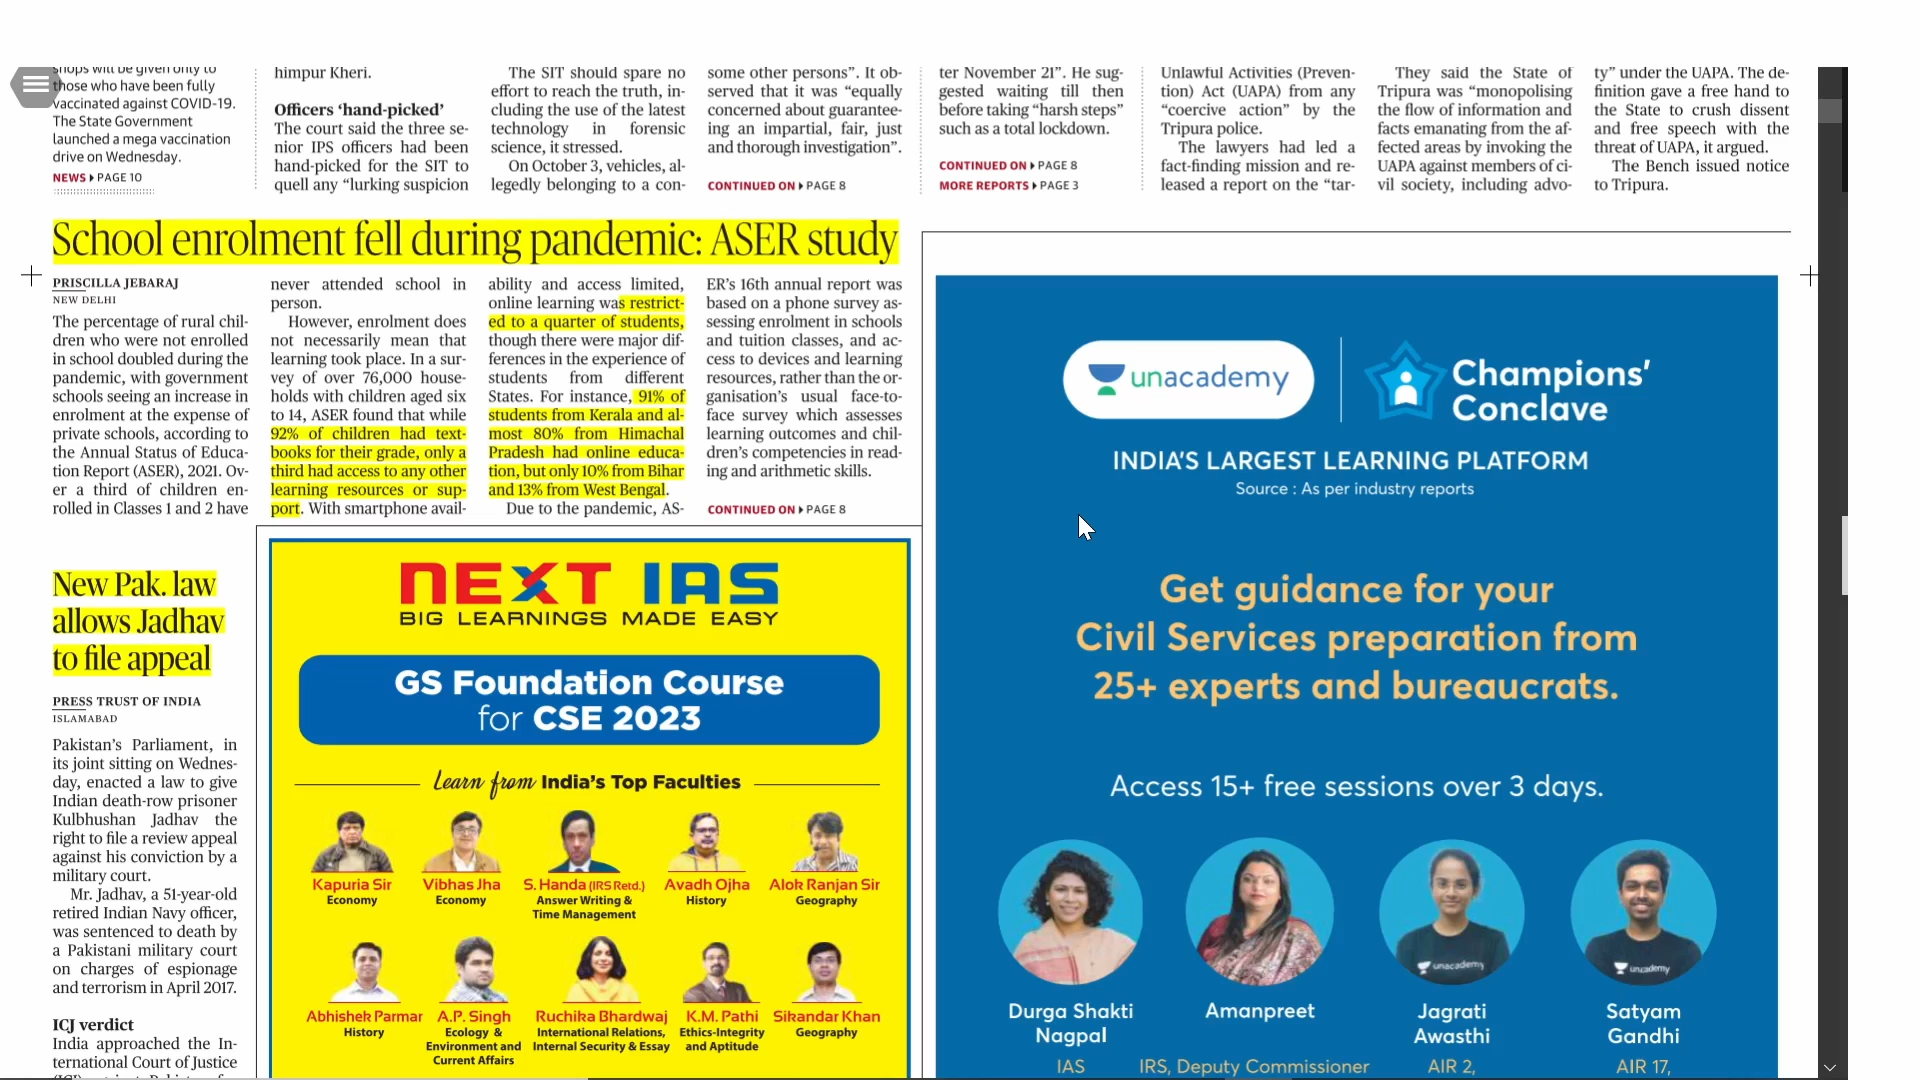 shops will be given only to
those who have been fully
vaccinated against COVID-19.
The State Government
launched a mega vaccination
drive on Wednesday.
NEWS PAGE 10
himpur Kheri.
Officers ‘hand-picked’
The court said the three se-
nior IPS officers had been
hand-picked for the SIT to
quell any “lurking suspicion
The SIT should spare no
effort to reach the truth, in-
cluding the use of the latest
technology in forensic
science, it stressed.
On October 3, vehicles, al-
legedly belonging to a con-
some other persons”. It ob-
served that it was “equally
concerned about guarantee-
ing an impartial, fair, just
and thorough investigation”.
CONTINUED ON PAGE 8
ter November 21”. He sug-
gested waiting till then
before taking “harsh steps”
such as a total lockdown.
CONTINUED ON PAGE 8
MORE REPORTS PAGE 3
Unlawful Activities (Preven-
tion) Act (UAPA) from any
“coercive action” by the
Tripura police.
The lawyers had led a
fact-finding mission and re-
leased a report on the “tar-
They said the State of
Tripura was “monopolising
the flow of information and
facts emanating from the af-
fected areas by invoking the
UAPA against members of ci-
vil society, including advo-
ty” under the UAPA. The de-
finition gave a free hand to
the State to crush dissent
and free speech with the
threat of UAPA, it argued.
The Bench issued notice
to Tripura.
School enrolment fell during pandemic: ASER study
PRISCILLA JEBARAJ
NEW DELHI
The percentage of rural chil-
dren who were not enrolled
in school doubled during the
pandemic, with government
schools seeing an increase in
enrolment at the expense of
private schools, according to
the Annual Status of Educa-
tion Report (ASER), 2021. Ov-
er a third of children en-
rolled in Classes 1 and 2 have
never attended school in
person.
However, enrolment does
not necessarily mean that
learning took place. In a sur-
vey of over 76,000 house-
holds with children aged six
to 14, ASER found that while
92% of children had text-
books for their grade, only a
third had access to any other
learning resources or sup-
port. With smartphone avail-
ability and access limited,
online learning was restrict-
ed to a quarter of students,
though there were major dif-
ferences in the experience of
students from different
States. For instance, 91% of
students from Kerala and al-
most 80% from Himachal
Pradesh had online educa-
tion, but only 10% from Bihar
and 13% from West Bengal.
Due to the pandemic, AS-
ER’s 16th annual report was
based on a phone survey as-
sessing enrolment in schools
and tuition classes, and ac-
cess to devices and learning
resources, rather than the or-
ganisation’s usual face-to-
face survey which assesses
learning outcomes and chil-
dren’s competencies in read-
ing and arithmetic skills.
CONTINUED ON PAGE 8
New Pak. law
allows Jadhav
to file appeal
PRESS TRUST OF INDIA
ISLAMABAD
Pakistan’s Parliament, in
its joint sitting on Wednes-
day, enacted a law to give
Indian death-row prisoner
Kulbhushan Jadhav the
right to file a review appeal
against his conviction by a
military court.
Mr. Jadhav, a 51-year-old
retired Indian Navy officer,
was sentenced to death by
a Pakistani military court
on charges of espionage
and terrorism in April 2017.
ICJ verdict
India approached the In-
ternational Court of Justice
NEXT IAS
BIG LEARNINGS MADE EASY
GS Foundation Course
for CSE 2023
Learn from India’s Top Faculties
Kapuria Sir
Economy
Vibhas Jha
Economy
S. Handa (IRS Retd.)
Answer Writing &
Time Management
Avadh Ojha
History
Alok Ranjan Sir
Geography
Abhishek Parmar
History
A.P. Singh
Ecology &
Environment and
Current Affairs
Ruchika Bhardwaj
International Relations,
Internal Security & Essay
K.M. Pathi
Ethics-Integrity
and Aptitude
Sikandar Khan
Geography
unacademy
Champions’
Conclave
INDIA’S LARGEST LEARNING PLATFORM
Source : As per industry reports
Get guidance for your
Civil Services preparation from
25+ experts and bureaucrats.
Access 15+ free sessions over 3 days.
unacademy
unacademy
Durga Shakti
Nagpal
IAS
Amanpreet
IRS, Deputy Commissioner
Jagrati
Awasthi
AIR 2,
Satyam
Gandhi
AIR 17,